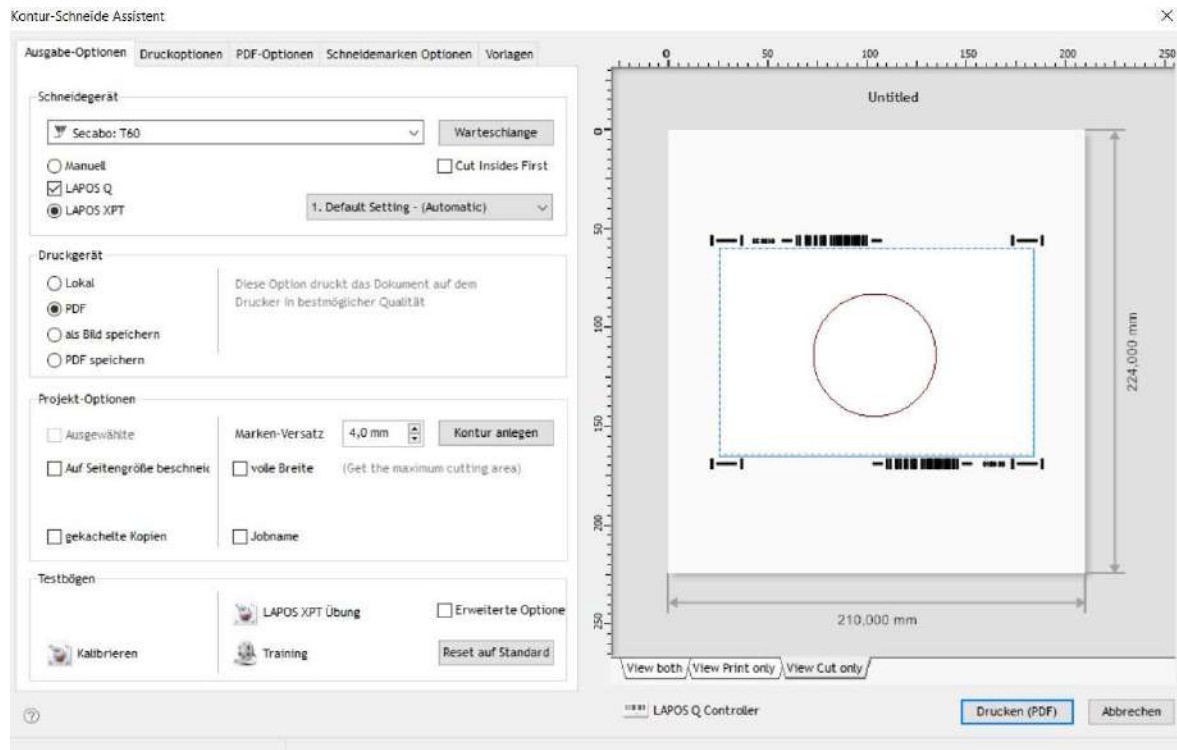 Kontur-Schneide Assistent
Ausgabe-Optionen Druckoptionen PDF-Optionen Schneidemarken Optionen Vorlagen
Schneidegerät
Secabo: T60
Warteschlange
Manuell
Cut Insides First
LAPOS Q
LAPOS XPT
1. Default Setting - (Automatic)
Druckgerät
Lokal
Diese Option druckt das Dokument auf dem
Drucker in bestmöglicher Qualität
PDF
als Bild speichern
PDF speichern
Projekt-Optionen
Ausgewählte
Marken-Versatz
4,0 mm
Kontur anlegen
Auf Seitengröße beschneic
volle Breite
(Get the maximum cutting area)
gekachelte Kopien
Jobname
Testbögen
LAPOS XPT Übung
Erweiterte Optione
Kalibrieren
Training
Reset auf Standard
0 50 100 150 200 250
Untitled
0
50
100
150
200
250
224,000 mm
210,000 mm
View both View Print only View Cut only
LAPOS Q Controller
Drucken (PDF)
Abbrechen